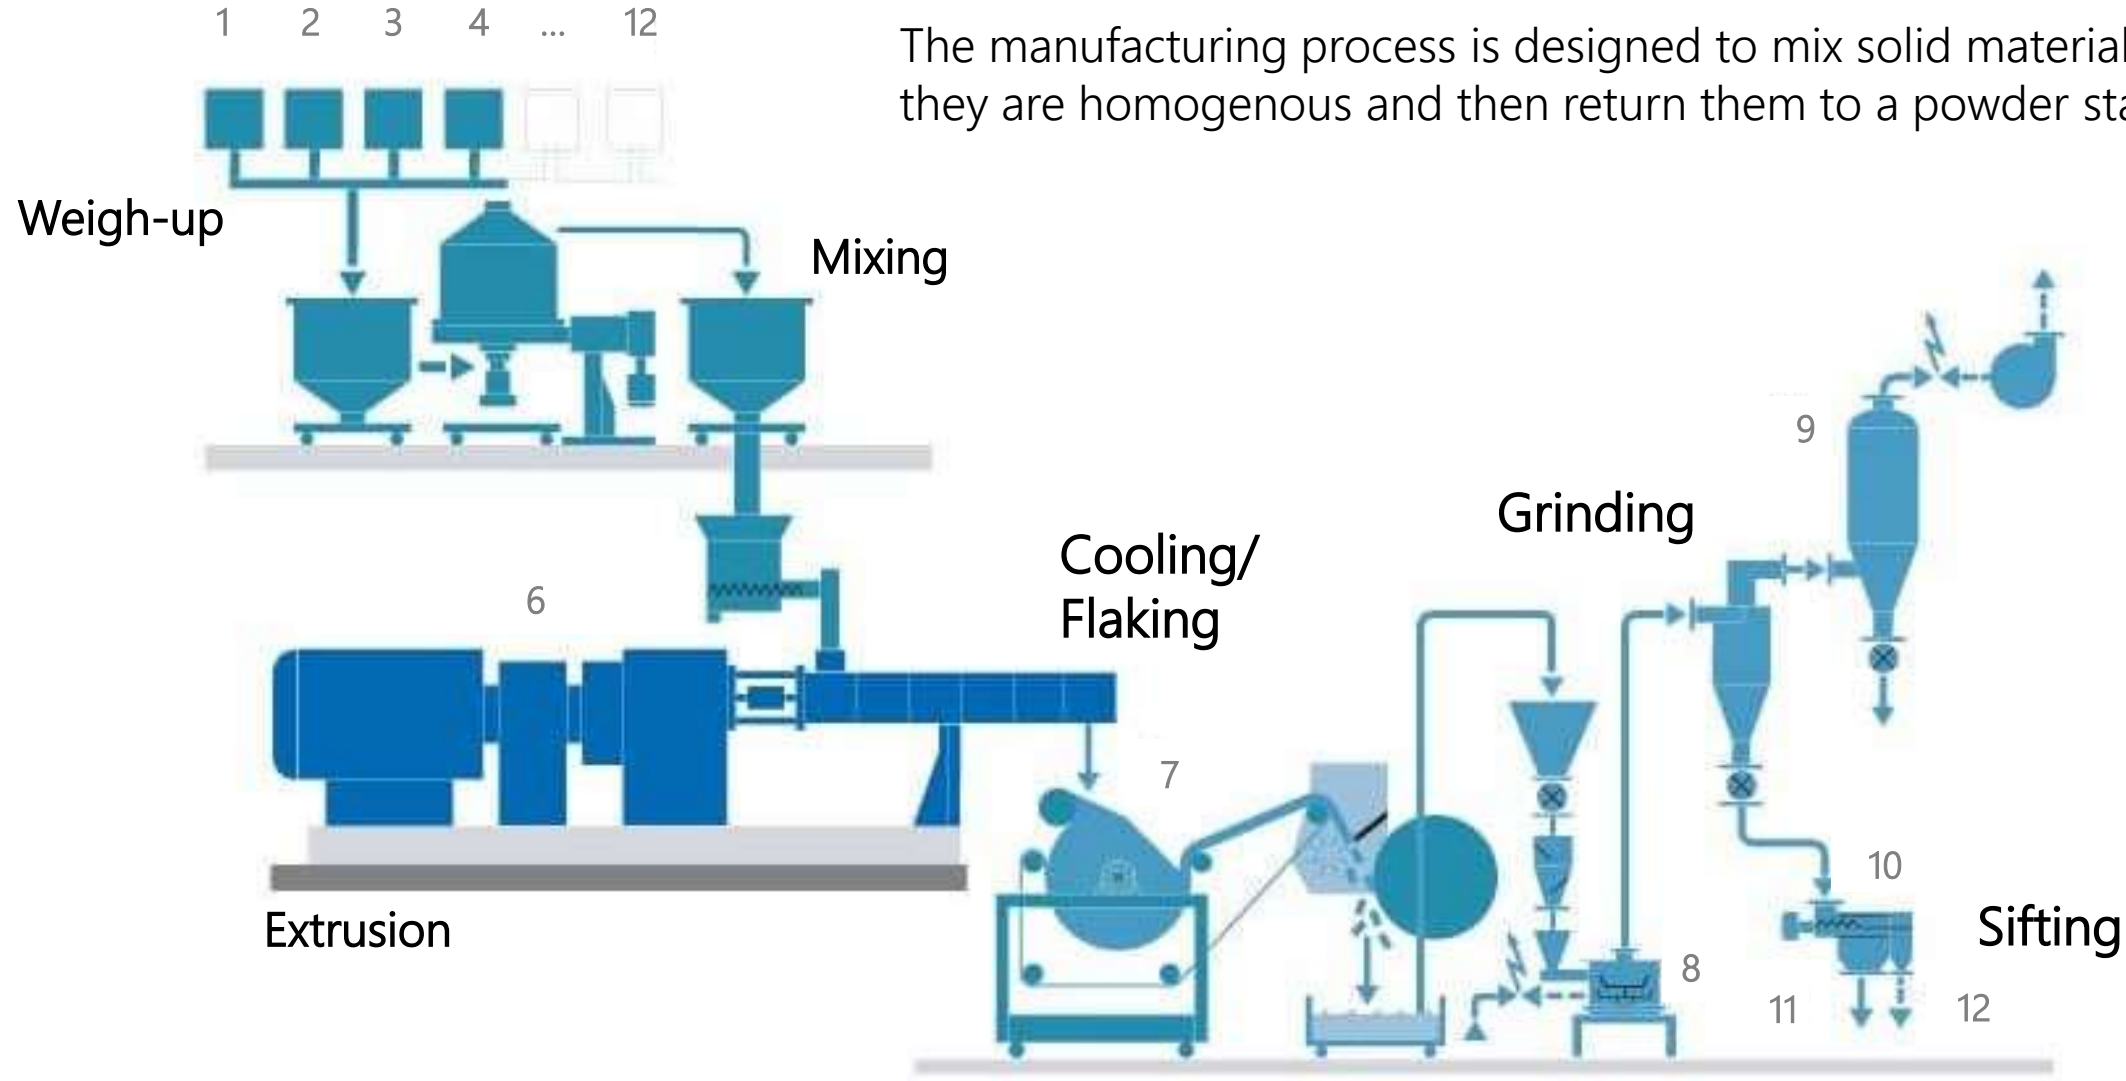 1 2 3 4 ... 12
The manufacturing process is designed to mix solid material
they are homogenous and then return them to a powder
Weigh-up
Mixing
9
Grinding
Cooling/
Flaking
6
7
10
Extrusion
Sifting
8
11
12